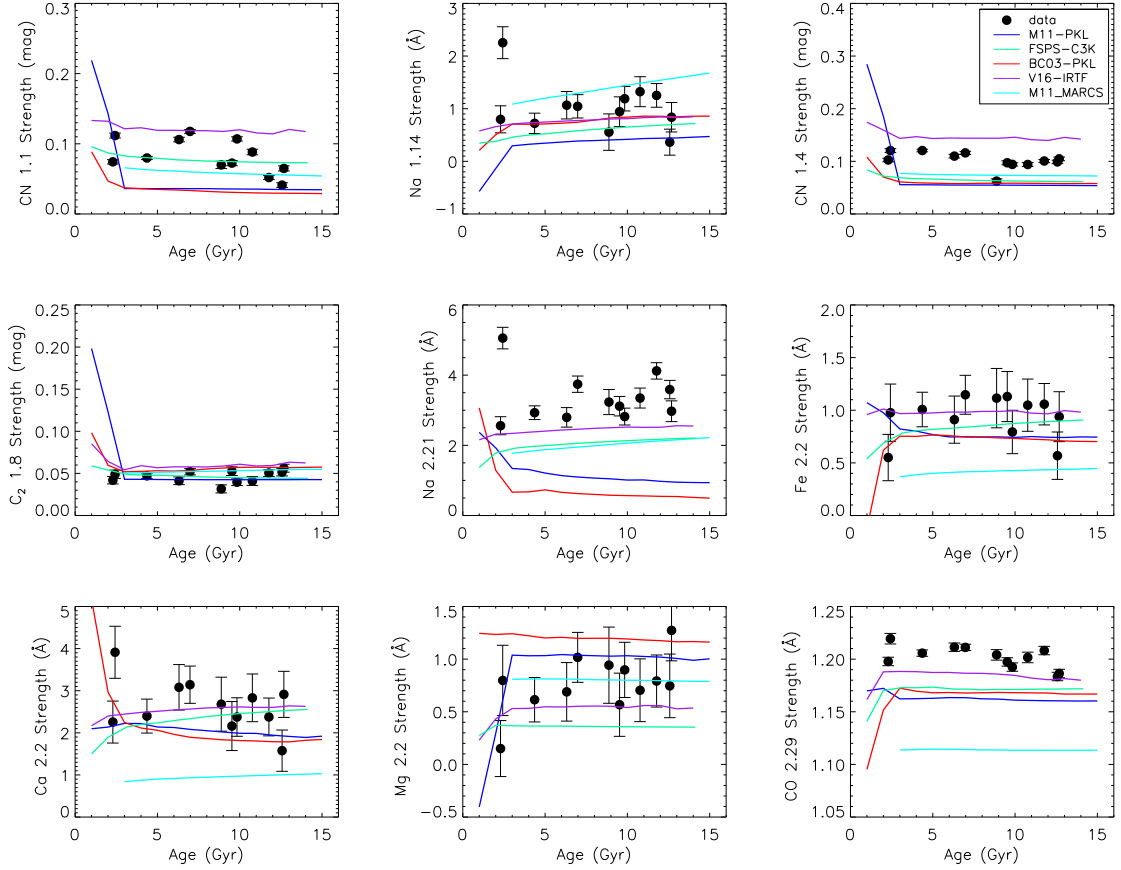 CN 1.1 Strength (mag)
0.3
0.2
0.1
0.0
0 5 10 15
Age (Gyr)
Na 1.14 Strength (Å)
3
2
1
0
−1
0 5 10 15
Age (Gyr)
CN 1.4 Strength (mag)
0.4
0.3
0.2
0.1
0.0
0 5 10 15
Age (Gyr)
data
M11−PKL
FSPS−C3K
BC03−PKL
V16−IRTF
M11_MARCS
C2 1.8 Strength (mag)
0.25
0.20
0.15
0.10
0.05
0.00
0 5 10 15
Age (Gyr)
Na 2.21 Strength (Å)
6
4
2
0
0 5 10 15
Age (Gyr)
Fe 2.2 Strength (Å)
2.0
1.5
1.0
0.5
0.0
0 5 10 15
Age (Gyr)
Ca 2.2 Strength (Å)
5
4
3
2
1
0
0 5 10 15
Age (Gyr)
Mg 2.2 Strength (Å)
1.5
1.0
0.5
0.0
−0.5
0 5 10 15
Age (Gyr)
CO 2.29 Strength (Å)
1.25
1.20
1.15
1.10
1.05
0 5 10 15
Age (Gyr)